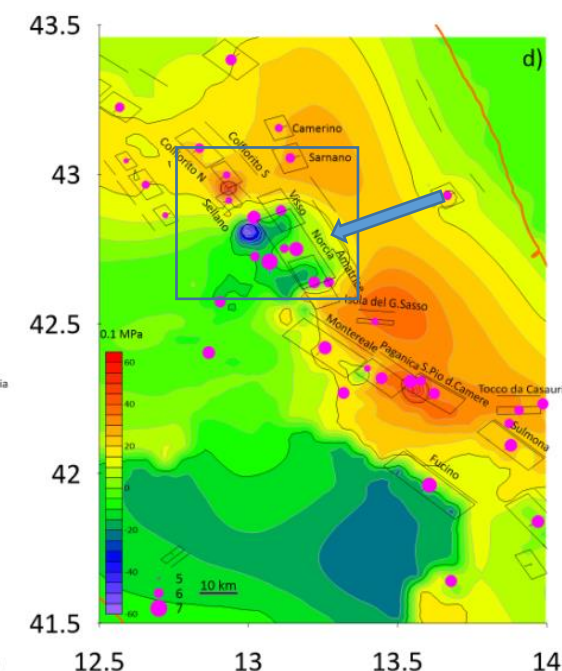 43.5
d)
Camerino
43
Colfiorito N
Colfiorito S
Sarnano
Sellano
Visso
Norcia
Amatrice
42.5
Isola del G.Sasso
0.1 MPa
60
Montereale
Paganica
S.Pio d.Camere
ia
Tocco da Casauri
20
Sulmona
0
42
Fucino
-20
-40
5
10 km
6
-60
7
41.5
12.5
13
13.5
14